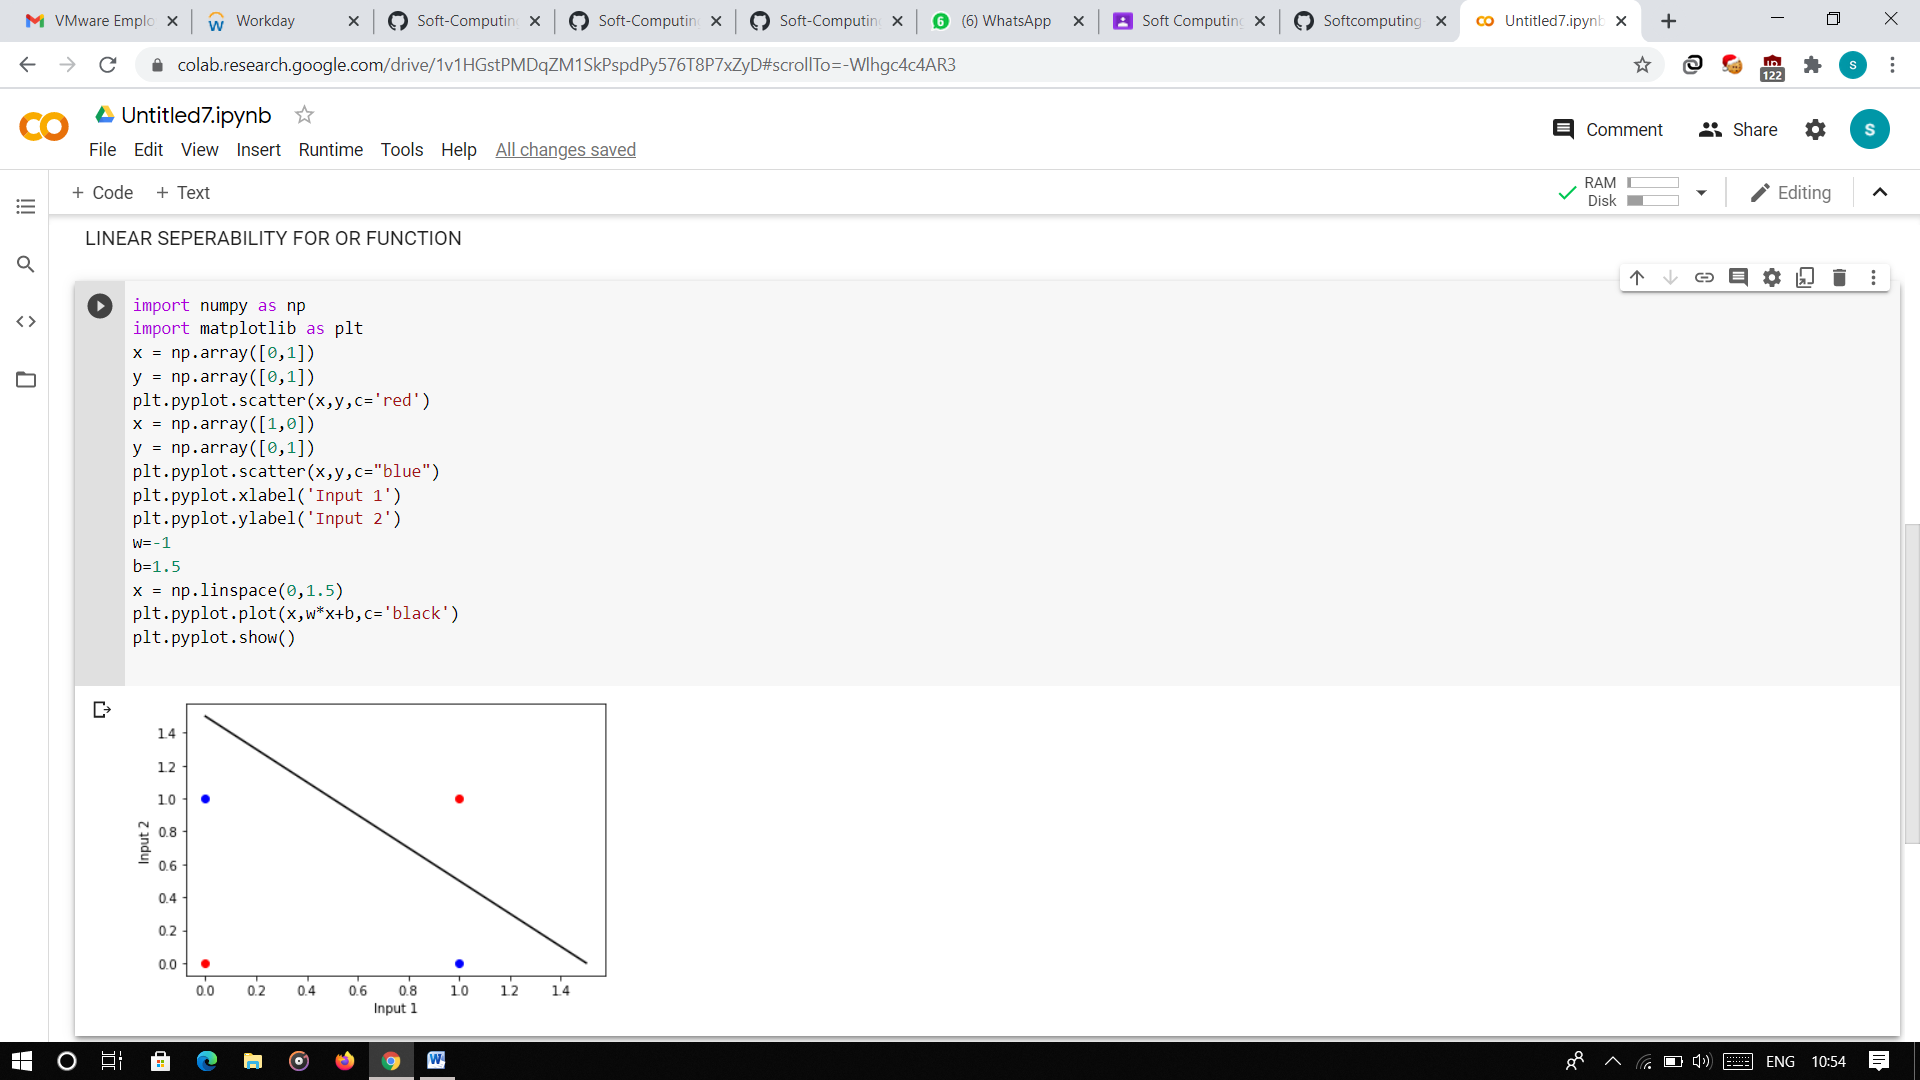 VMware Emplo
Workday
Soft-Computin
Soft-Computin
Soft-Computin
6
(6) WhatsApp
Soft Computing
Softcomputing
Untitled7.ipynb
colab.research.google.com/drive/1v1HGstPMDqZM1SkPspdPy576T8P7xZyD#scrollTo=-Wlhgc4c4AR3
122
S
Untitled7.ipynb
File Edit View Insert Runtime Tools Help All changes saved
Comment
Share
S
+ Code + Text
RAM
Disk
Editing
LINEAR SEPERABILITY FOR OR FUNCTION
import numpy as np
import matplotlib as plt
x = np.array([0,1])
y = np.array([0,1])
plt.pyplot.scatter(x,y,c='red')
x = np.array([1,0])
y = np.array([0,1])
plt.pyplot.scatter(x,y,c="blue")
plt.pyplot.xlabel('Input 1')
plt.pyplot.ylabel('Input 2')
w=-1
b=1.5
x = np.linspace(0,1.5)
plt.pyplot.plot(x,w*x+b,c='black')
plt.pyplot.show()
1.4
1.2
1.0
0.8
0.6
0.4
0.2
0.0
Input 2
0.0 0.2 0.4 0.6 0.8 1.0 1.2 1.4
Input 1
ENG
10:54